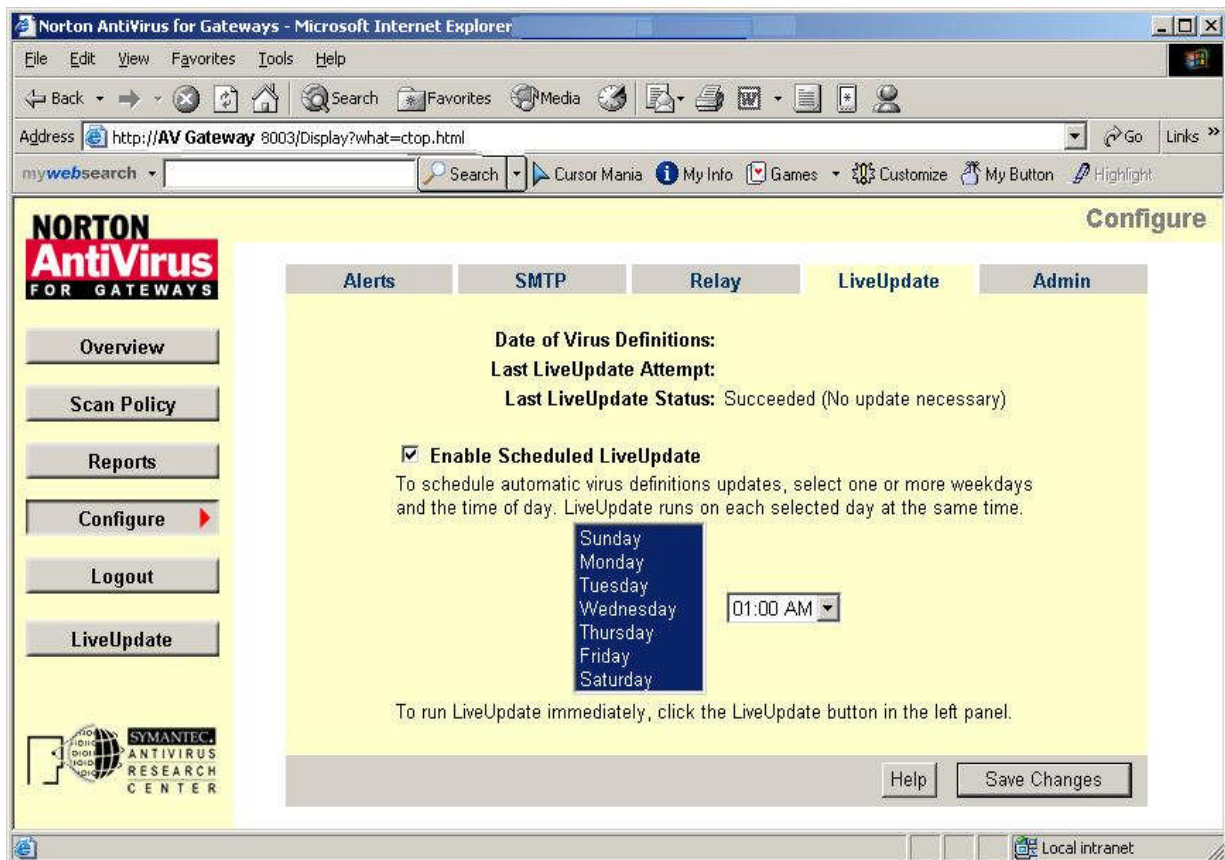 Norton AntiVirus for Gateways - Microsoft Internet Explorer
File Edit View Favorites Tools Help
Back Search Favorites Media
Address http://AV Gateway 8003/Display?what=ctop.html Go Links »
mywebsearch Search Cursor Mania My Info Games Customize My Button Highlight
NORTON
AntiVirus
FOR GATEWAYS
Configure
Alerts SMTP Relay LiveUpdate Admin
Overview
Scan Policy
Reports
Configure
Logout
LiveUpdate
Date of Virus Definitions:
Last LiveUpdate Attempt:
Last LiveUpdate Status: Succeeded (No update necessary)
Enable Scheduled LiveUpdate
To schedule automatic virus definitions updates, select one or more weekdays
and the time of day. LiveUpdate runs on each selected day at the same time.
Sunday
Monday
Tuesday
Wednesday
Thursday
Friday
Saturday
01:00 AM
To run LiveUpdate immediately, click the LiveUpdate button in the left panel.
SYMANTEC.
ANTIVIRUS
RESEARCH
CENTER
Help Save Changes
Local intranet